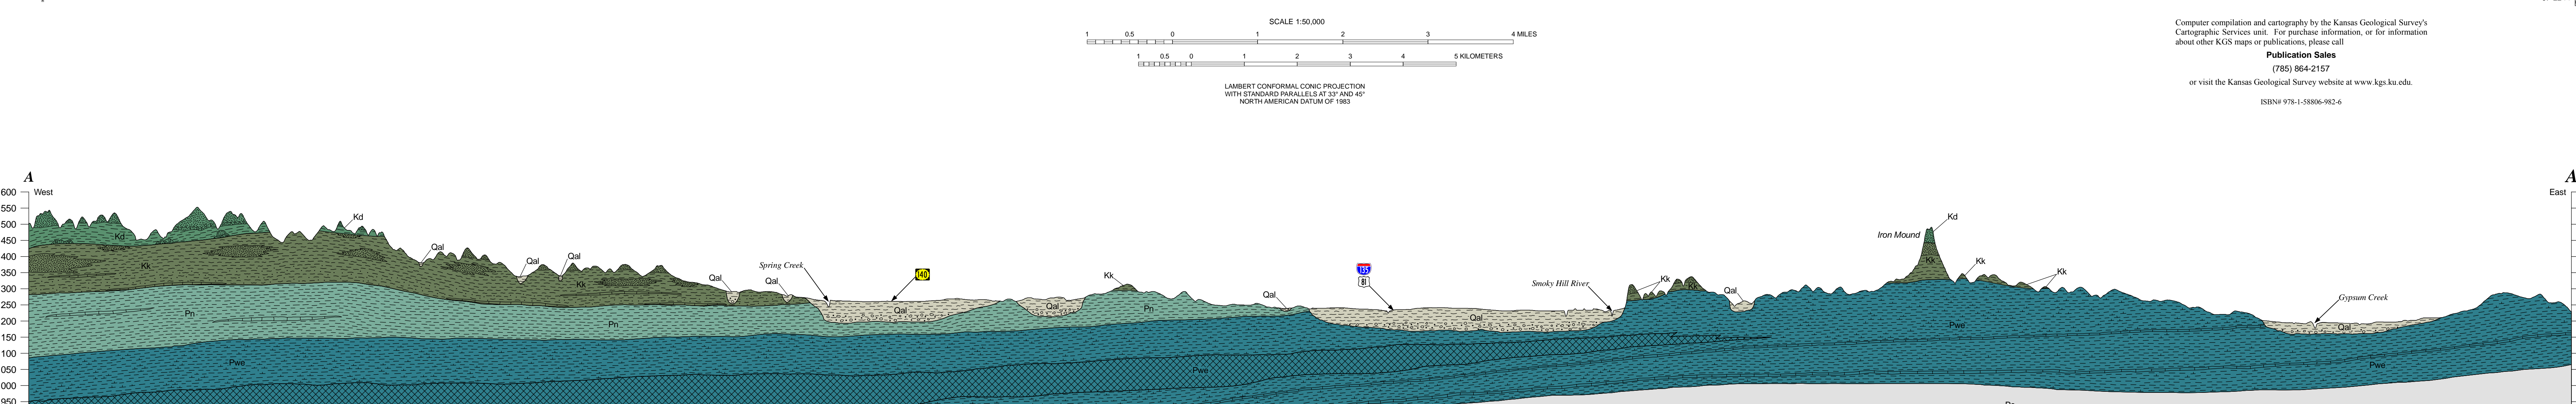 SCALE 1:50,000
1 0.5 0 1 2 3 4 MILES
1 0.5 0 1 2 3 4 5 KILOMETERS
LAMBERT CONFORMAL CONIC PROJECTION
WITH STANDARD PARALLELS AT 33° AND 45°
NORTH AMERICAN DATUM OF 1983
Computer compilation and cartography by the Kansas Geological Survey's
Cartographic Services unit. For purchase information, or for information
about other KGS maps or publications, please call
Publication Sales
(785) 864-2157
or visit the Kansas Geological Survey website at www.kgs.ku.edu.
ISBN# 978-1-58806-982-6
A
West
A
East
600
550
500
450
400
350
300
250
200
150
100
050
000
950
Kd
Kk
Pn
Pwe
Kd
Qal
Qal
Qal
Kk
Pn
Qal
Qal
Spring Creek
140
Qal
Qal
Kk
Pn
Qal
Pwe
135
81
Qal
Smoky Hill River
Kk
Kk
Qal
Iron Mound
Kd
Kk
Kk
Kk
Pwe
Gypsum Creek
Qal
Pwe